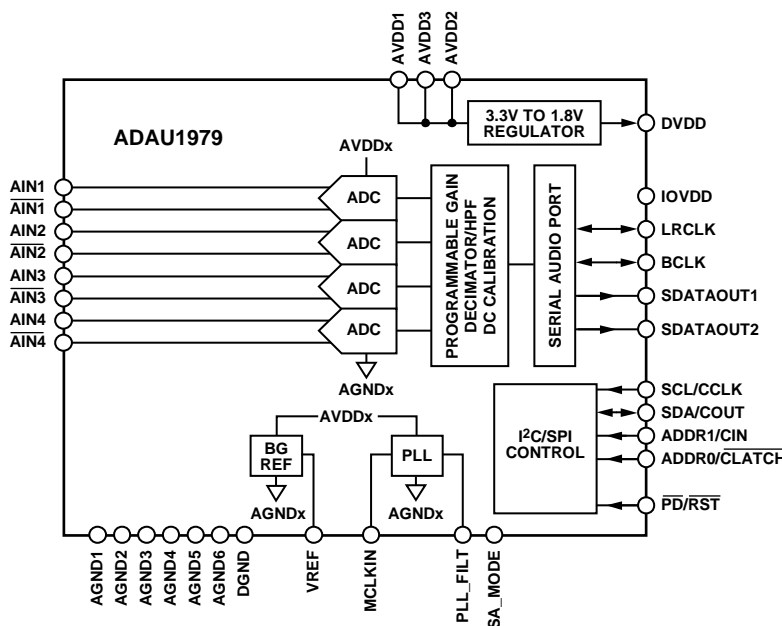 AVDD1
AVDD3
AVDD2
ADAU1979
3.3V TO 1.8V
REGULATOR
DVDD
AVDDx
IOVDD
AIN1
AIN1
AIN2
AIN2
AIN3
AIN3
AIN4
AIN4
ADC
ADC
ADC
ADC
AGNDx
PROGRAMMABLE GAIN
DECIMATOR/HPF
DC CALIBRATION
SERIAL AUDIO PORT
LRCLK
BCLK
SDATAOUT1
SDATAOUT2
AVDDx
BG
REF
PLL
AGNDx
AGNDx
I²C/SPI
CONTROL
SCL/CCLK
SDA/COUT
ADDR1/CIN
ADDR0/CLATCH
PD/RST
AGND1
AGND2
AGND3
AGND4
AGND5
AGND6
DGND
VREF
MCLKIN
PLL_FILT
SA_MODE